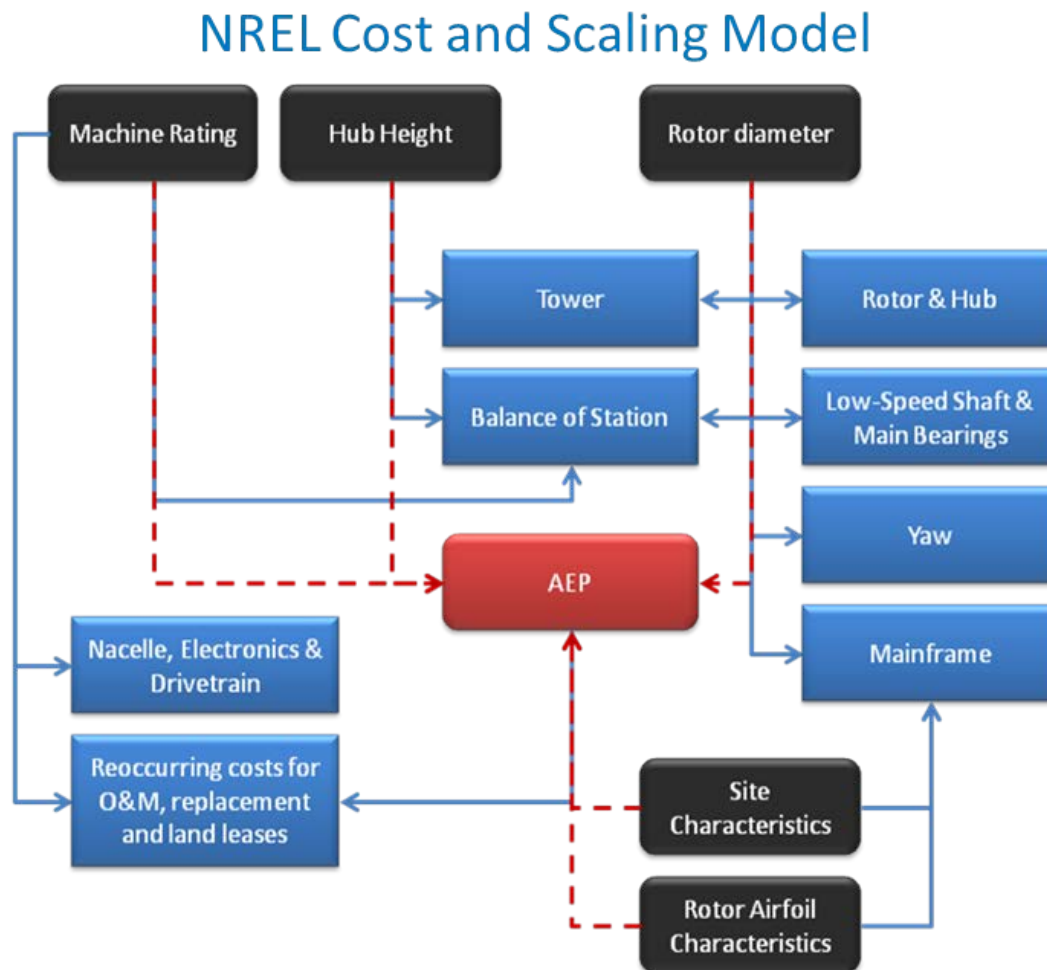 NREL Cost and Scaling Model
Machine Rating
Hub Height
Rotor diameter
Tower
Rotor & Hub
Balance of Station
Low-Speed Shaft &
Main Bearings
Yaw
AEP
Nacelle, Electronics &
Drivetrain
Mainframe
Reoccurring costs for
O&M, replacement
and land leases
Site
Characteristics
Rotor Airfoil
Characteristics